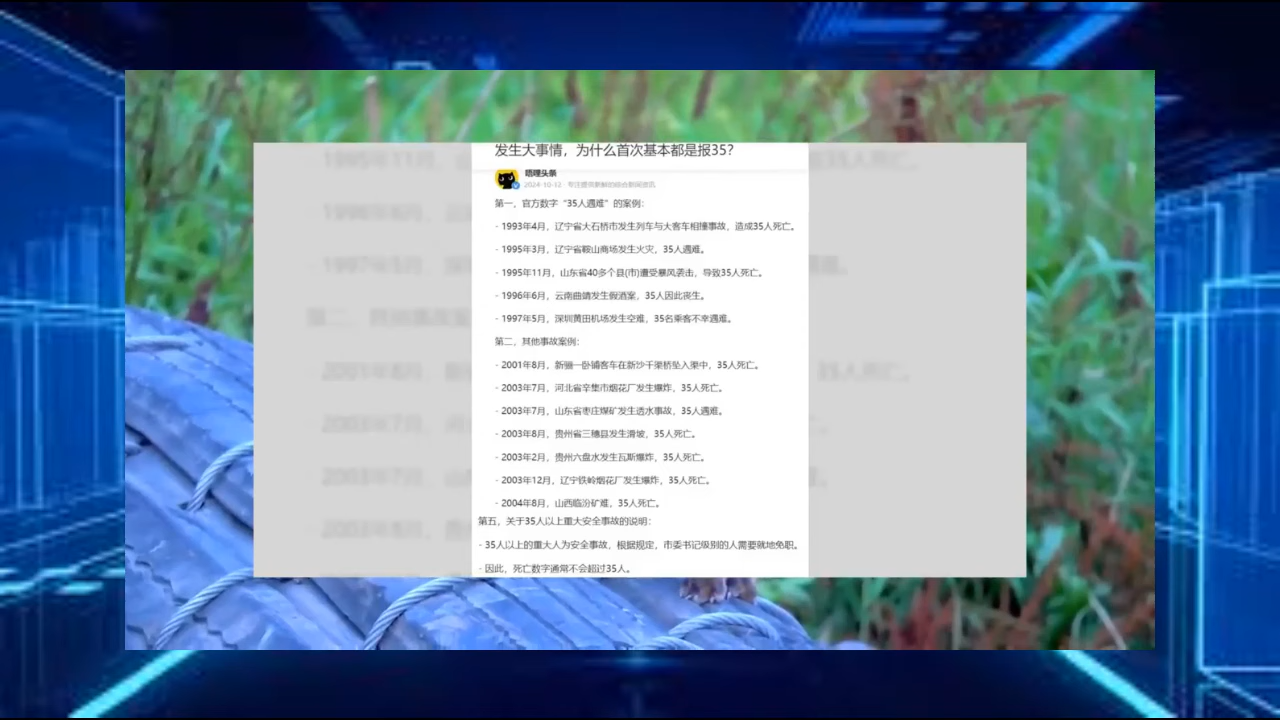 发生大事情，为什么首次基本都是报35？
唔哩头条
2024-10-12 · 专注提供新鲜的综合新闻资讯
第一，官方数字“35人遇难”的案例：
- 1993年4月，辽宁省大石桥市发生列车与大客车相撞事故，造成35人死亡。
- 1995年3月，辽宁省鞍山商场发生火灾，35人遇难。
- 1995年11月，山东省40多个县(市)遭受暴风袭击，导致35人死亡。
- 1996年6月，云南曲靖发生假酒案，35人因此丧生。
- 1997年5月，深圳黄田机场发生空难，35名乘客不幸遇难。
第二，其他事故案例：
- 2001年8月，新疆一卧铺客车在新沙干渠桥坠入渠中，35人死亡。
- 2003年7月，河北省辛集市烟花厂发生爆炸，35人死亡。
- 2003年7月，山东省枣庄煤矿发生透水事故，35人遇难。
- 2003年8月，贵州省三穗县发生滑坡，35人死亡。
- 2003年2月，贵州六盘水发生瓦斯爆炸，35人死亡。
- 2003年12月，辽宁铁岭烟花厂发生爆炸，35人死亡。
- 2004年8月，山西临汾矿难，35人死亡。
第五，关于35人以上重大安全事故的说明：
- 35人以上的重大人为安全事故，根据规定，市委书记级别的人需要就地免职。
- 因此，死亡数字通常不会超过35人。